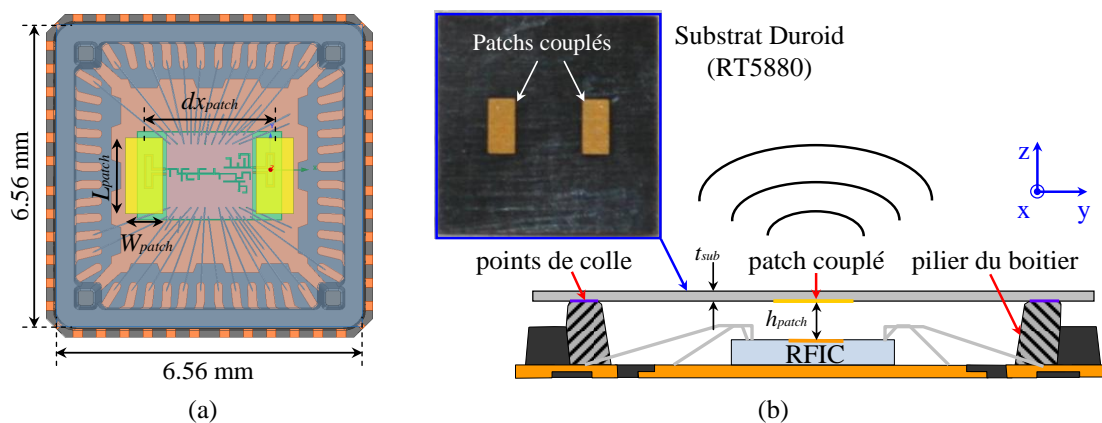 dx_patch
L_patch
W_patch
6.56 mm
6.56 mm
(a)
Patchs couplés
Substrat Duroid
(RT5880)
z
x
y
t_sub
points de colle
patch couplé
pilier du boitier
h_patch
RFIC
(b)